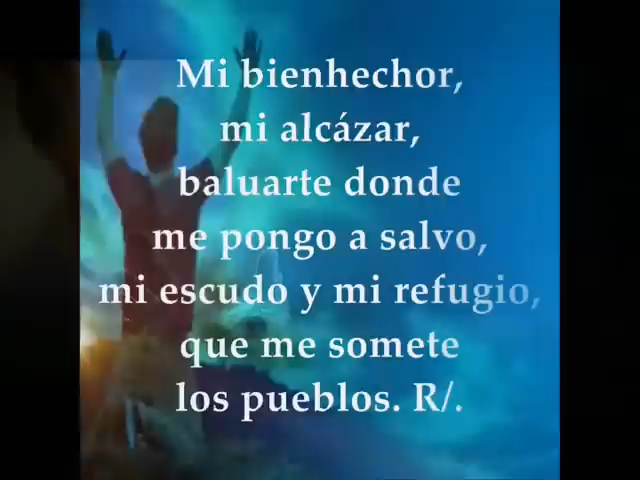 Mi bienhechor,
mi alcázar,
baluarte donde
me pongo a salvo,
mi escudo y mi refugio,
que me somete
los pueblos. R/.